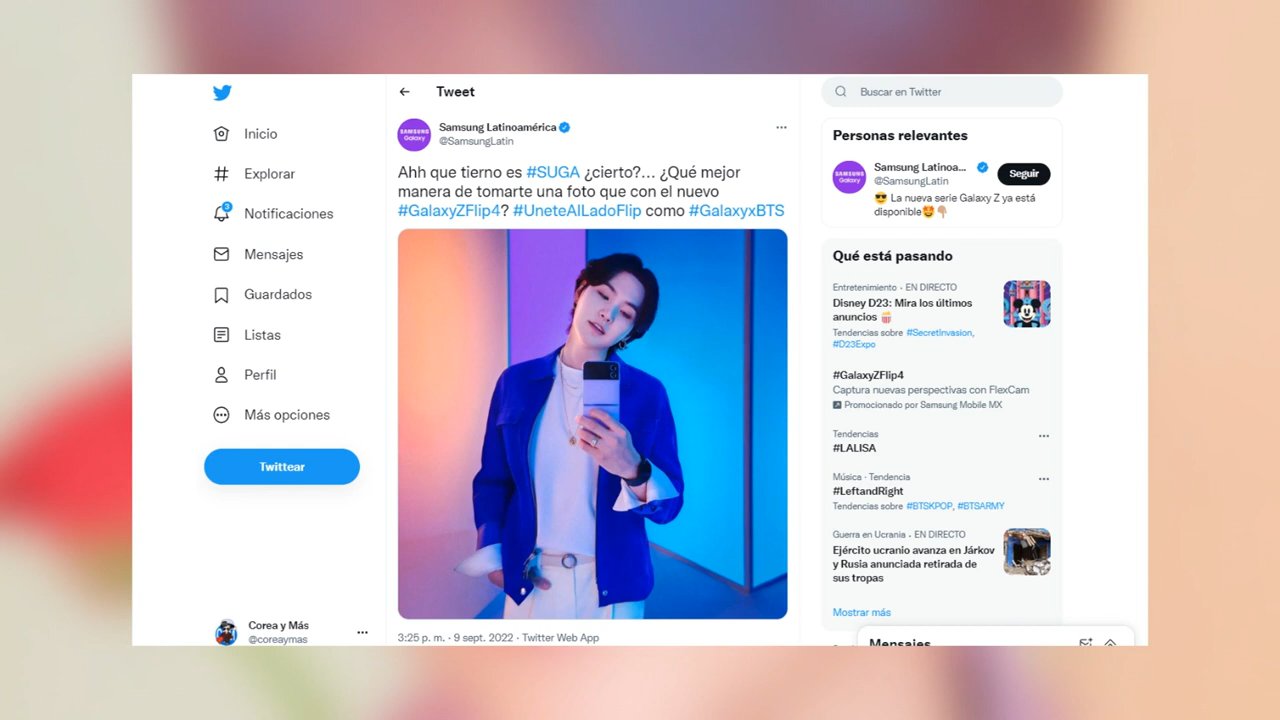 Inicio
Explorar
3
Notificaciones
Mensajes
Guardados
Listas
Perfil
Más opciones
Twittear
Corea y Más
@coreaymas
Tweet
SAMSUNG
Galaxy
Samsung Latinoamérica
@SamsungLatin
Ahh que tierno es #SUGA ¿cierto?... ¿Qué mejor
manera de tomarte una foto que con el nuevo
#GalaxyZFlip4? #UneteAlLadoFlip como #GalaxyxBTS
3:25 p. m. · 9 sept. 2022 · Twitter Web App
Buscar en Twitter
Personas relevantes
SAMSUNG
Galaxy
Samsung Latinoa...
@SamsungLatin
Seguir
😎 La nueva serie Galaxy Z ya está
disponible🤩👇🏼
Qué está pasando
Entretenimiento · EN DIRECTO
Disney D23: Mira los últimos
anuncios 🍿
Tendencias sobre #SecretInvasion,
#D23Expo
#GalaxyZFlip4
Captura nuevas perspectivas con FlexCam
Promocionado por Samsung Mobile MX
Tendencias
#LALISA
Música · Tendencia
#LeftandRight
Tendencias sobre #BTSKPOP, #BTSARMY
Guerra en Ucrania · EN DIRECTO
Ejército ucranio avanza en Járkov
y Rusia anunciada retirada de
sus tropas
Mostrar más
Mensajes